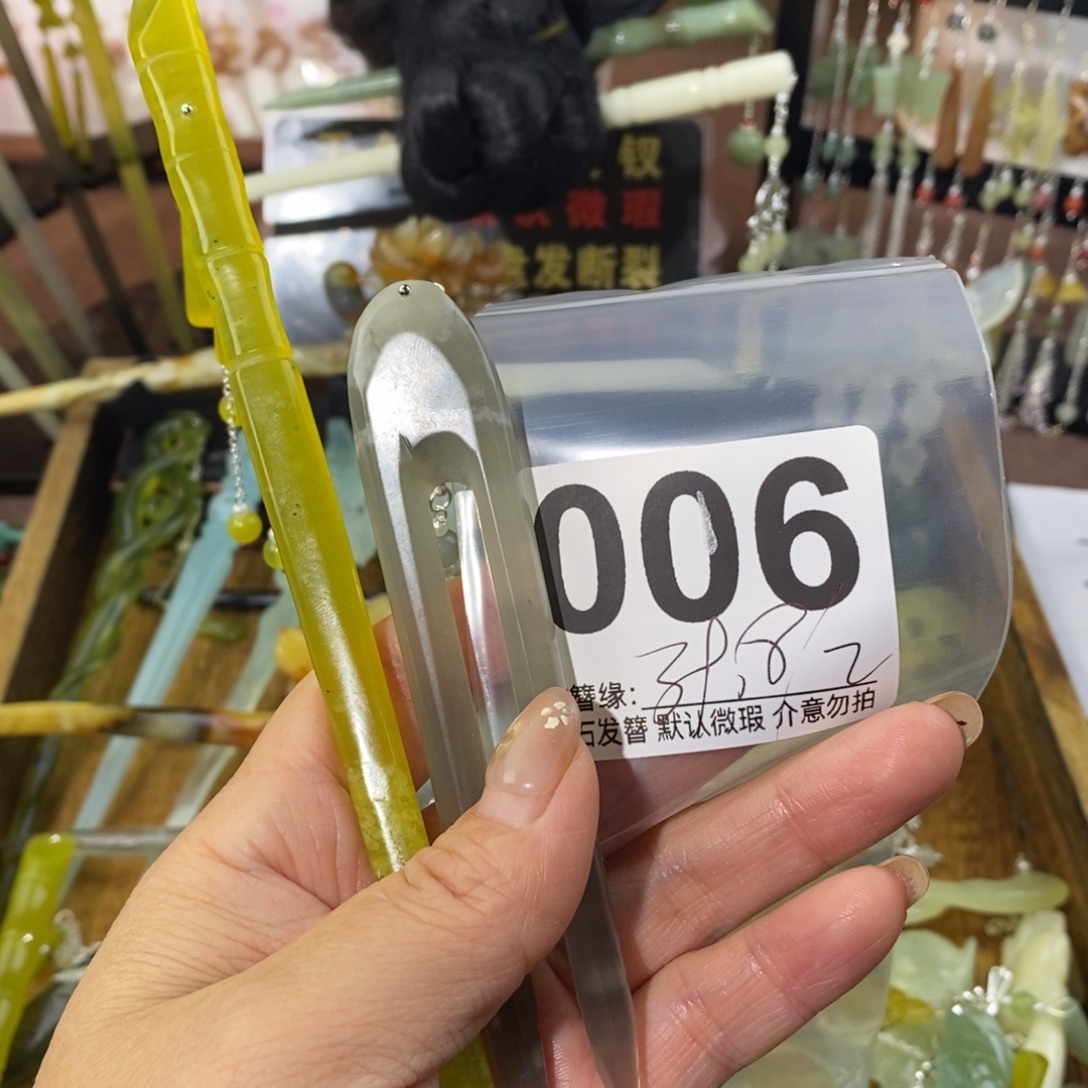 钗
微瑕
发断裂
006
簪缘:
石发簪 默认微瑕 介意勿拍